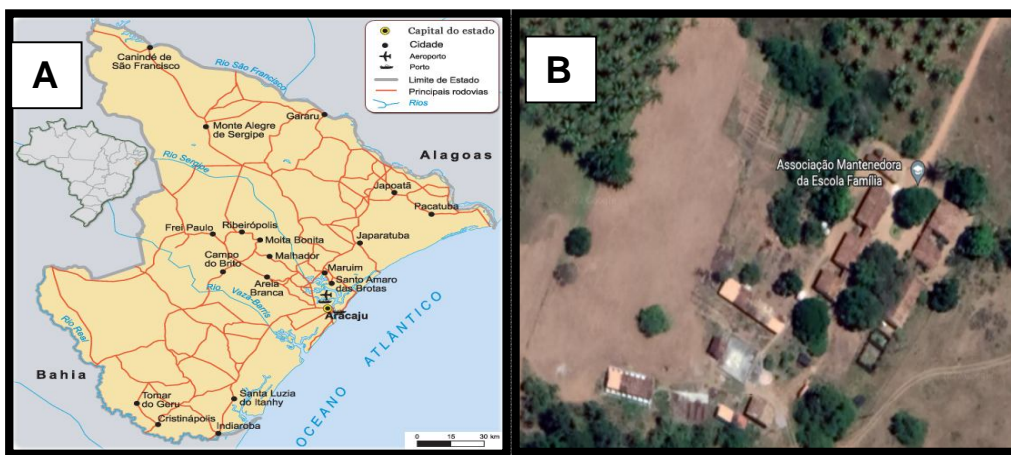 A
Capital do estado
Cidade
Aeroporto
Porto
Limite de Estado
Principais rodovias
Rios
Canindé de
São Francisco
Rio São Francisco
Gararu
Monte Alegre
de Sergipe
Alagoas
Rio Sergipe
Japoatã
Pacatuba
Frei Paulo
Ribeirópolis
Moita Bonita
Japaratuba
Campo
do Brito
Malhador
Areia
Branca
Maruim
Santo Amaro
das Brotas
Rio
Vaza-Barris
Aracaju
Rio Real
OCEANO ATLÂNTICO
Bahia
Tomar
do Geru
Santa Luzia
do Itanhy
Cristinápolis
Indiaroba
0 15 30 km
B
Associação Mantenedora
da Escola Família